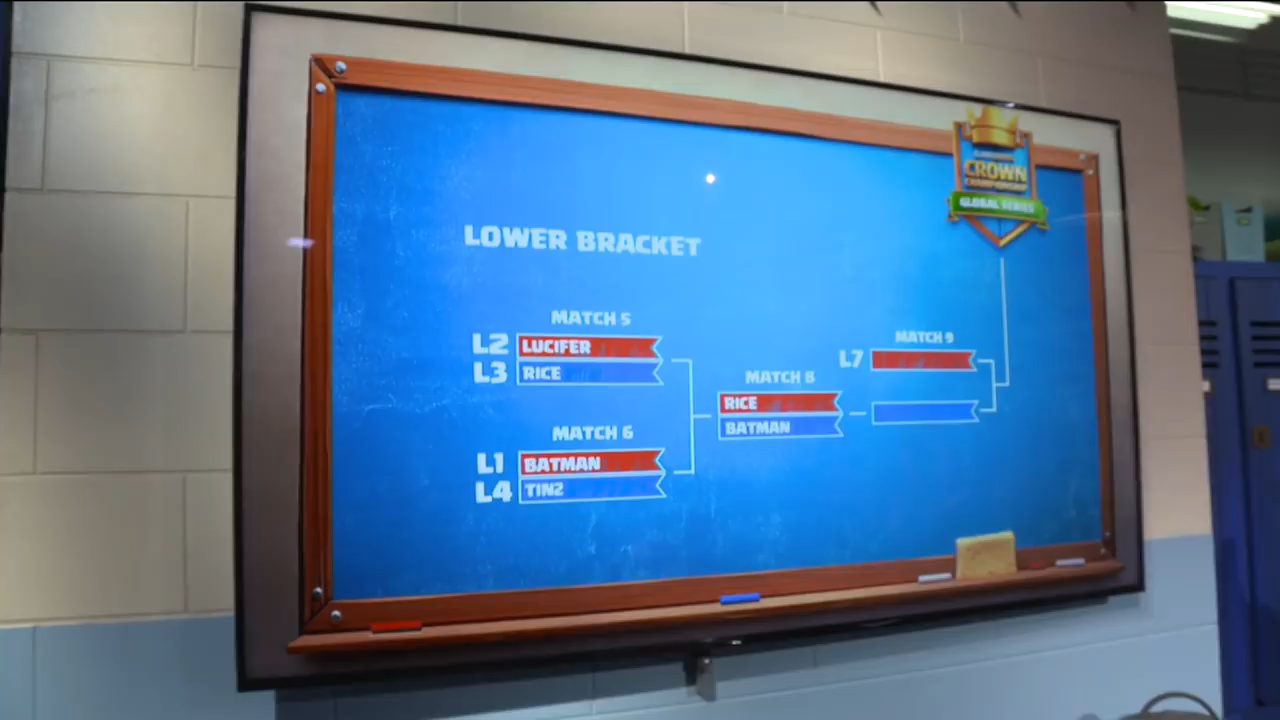 CROWN
CHAMPIONSHIP
GLOBAL SERIES
LOWER BRACKET
MATCH 5
L2 LUCIFER
L3 RICE
MATCH 6
L1 BATMAN
L4 TIN2
MATCH 8
RICE
BATMAN
MATCH 9
L7